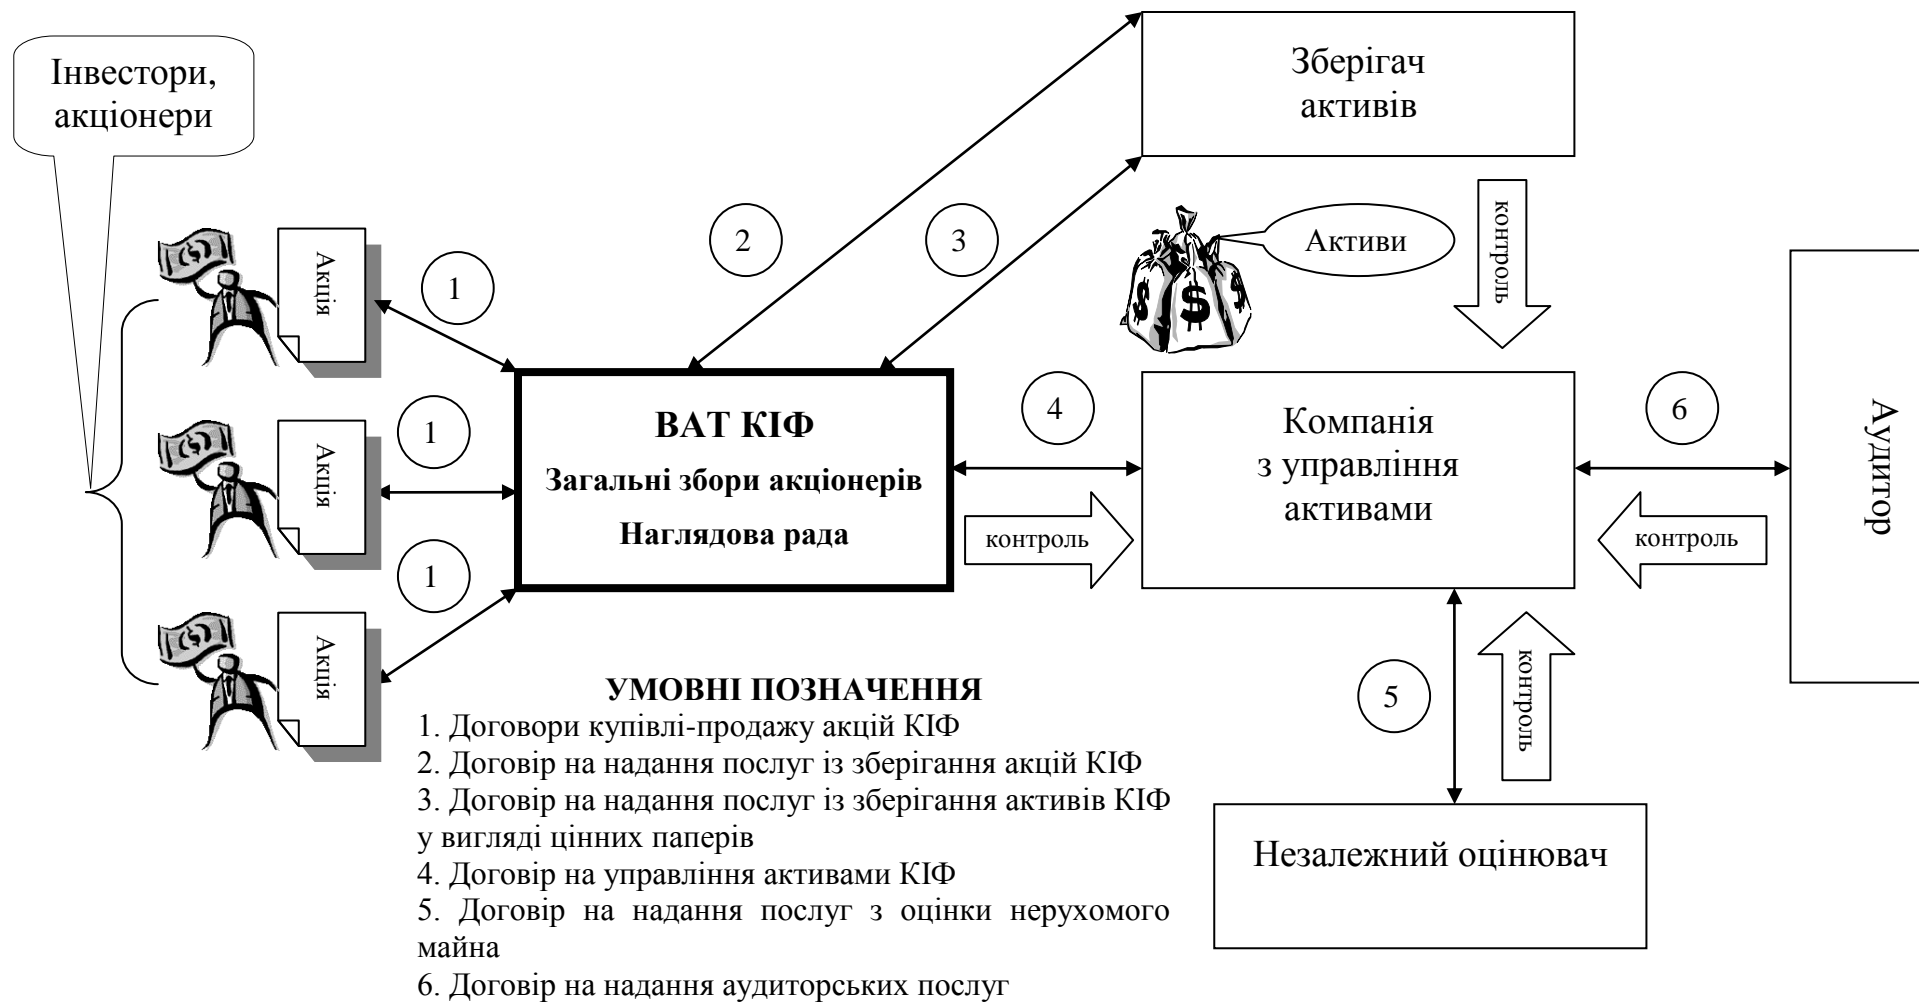 Інвестори,
акціонери
Зберігач
активів
2
3
Активи
контроль
Акція
1
Акція
1
Акція
1
ВАТ КІФ
Загальні збори акціонерів
Наглядова рада
4
контроль
Компанія
з управління
активами
6
контроль
Аудитор
5
контроль
Незалежний оцінювач
УМОВНІ ПОЗНАЧЕННЯ
1. Договори купівлі-продажу акцій КІФ
2. Договір на надання послуг із зберігання акцій КІФ
3. Договір на надання послуг із зберігання активів КІФ
у вигляді цінних паперів
4. Договір на управління активами КІФ
5. Договір на надання послуг з оцінки нерухомого
майна
6. Договір на надання аудиторських послуг